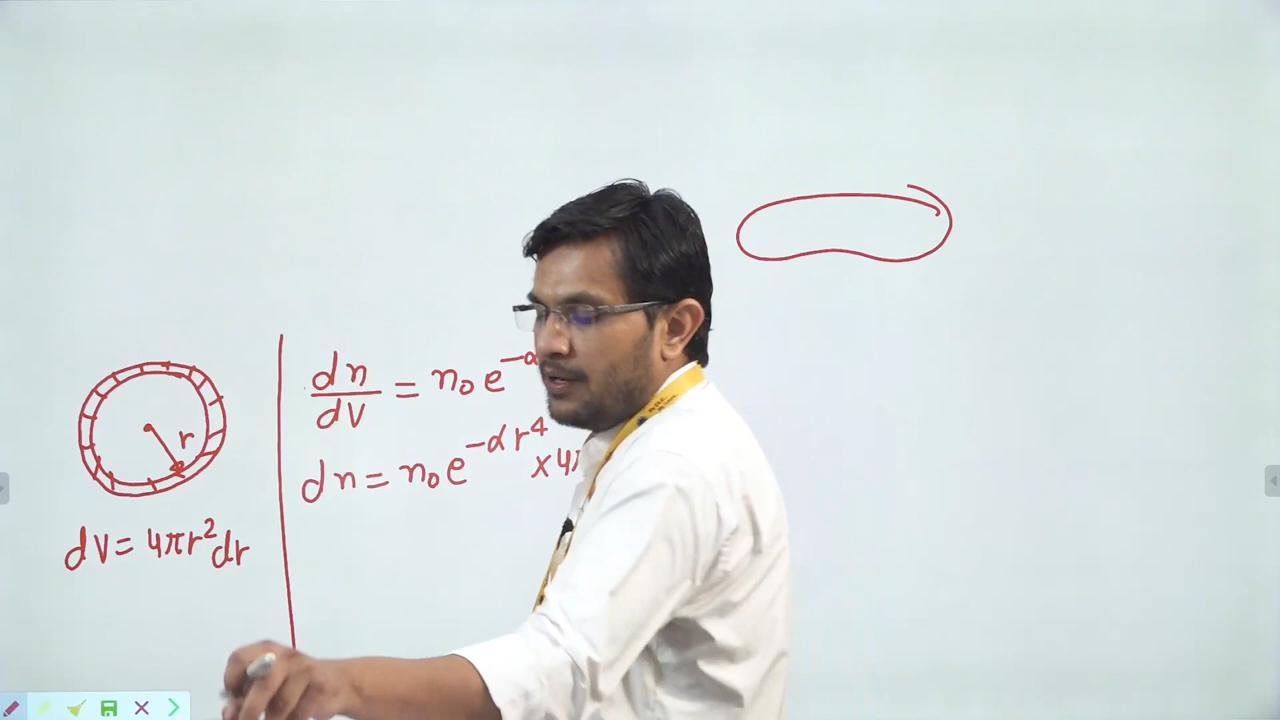 r
dV = 4πr²dr
dn/dV = n₀e^-α
dn = n₀e^-αr⁴ × 4π